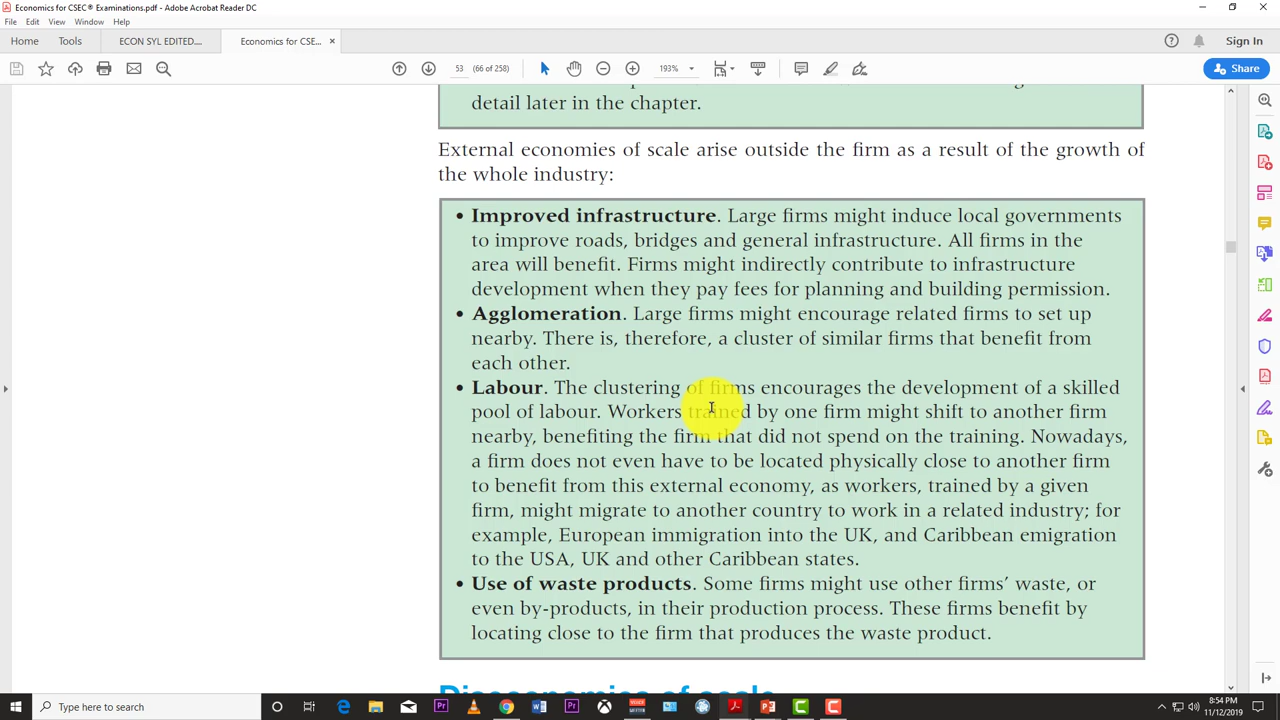 Economics for CSEC® Examinations.pdf - Adobe Acrobat Reader DC
File Edit View Window Help
Home Tools ECON SYL EDITED.... Economics for CSE... ×
Sign In
53 (66 of 258) 193% Share
detail later in the chapter.
External economies of scale arise outside the firm as a result of the growth of
the whole industry:
• Improved infrastructure. Large firms might induce local governments
to improve roads, bridges and general infrastructure. All firms in the
area will benefit. Firms might indirectly contribute to infrastructure
development when they pay fees for planning and building permission.
• Agglomeration. Large firms might encourage related firms to set up
nearby. There is, therefore, a cluster of similar firms that benefit from
each other.
• Labour. The clustering of firms encourages the development of a skilled
pool of labour. Workers trained by one firm might shift to another firm
nearby, benefiting the firm that did not spend on the training. Nowadays,
a firm does not even have to be located physically close to another firm
to benefit from this external economy, as workers, trained by a given
firm, might migrate to another country to work in a related industry; for
example, European immigration into the UK, and Caribbean emigration
to the USA, UK and other Caribbean states.
• Use of waste products. Some firms might use other firms' waste, or
even by-products, in their production process. These firms benefit by
locating close to the firm that produces the waste product.
Diseconomies of scale
Type here to search
8:54 PM
11/12/2019